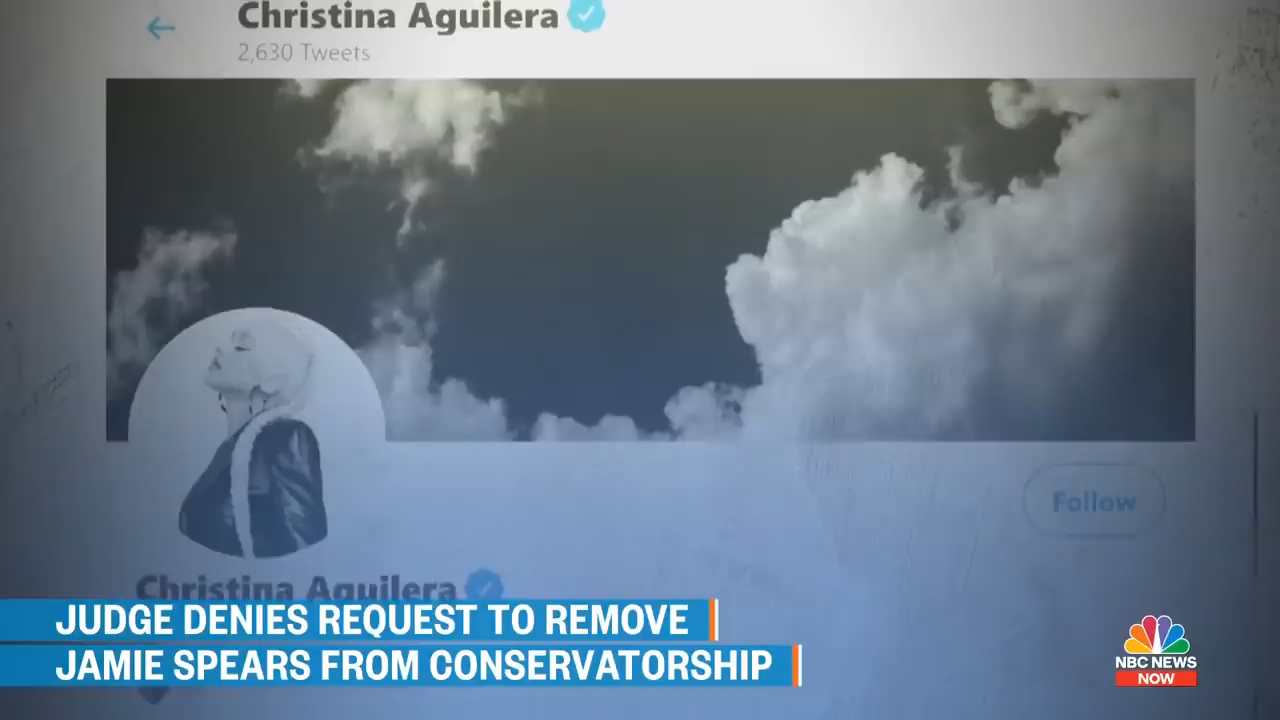 Christina Aguilera
2,630 Tweets
Follow
Christina Aguilera
JUDGE DENIES REQUEST TO REMOVE
JAMIE SPEARS FROM CONSERVATORSHIP
NBC NEWS
NOW